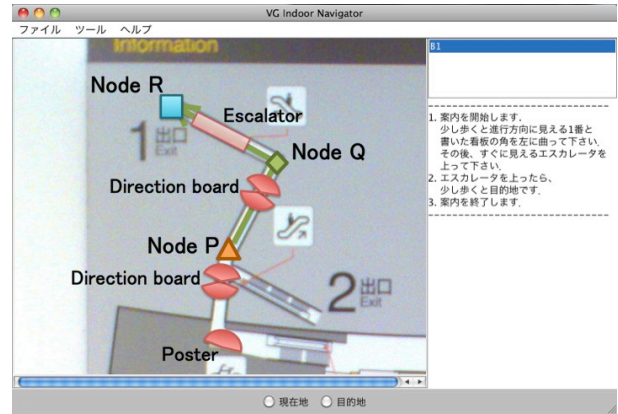 VG Indoor Navigator
ファイル ツール ヘルプ
Information
Node R
Escalator
1 出口
Exit
Node Q
Direction board
Node P
Direction board
2 出口
Exit
Poster
B1
1. 案内を開始します.
少し歩くと進行方向に見える1番と
書いた看板の角を左に曲って下さい.
その後、すぐに見えるエスカレータを
上って下さい.
2. エスカレータを上ったら、
少し歩くと目的地です.
3. 案内を終了します.
現在地 目的地